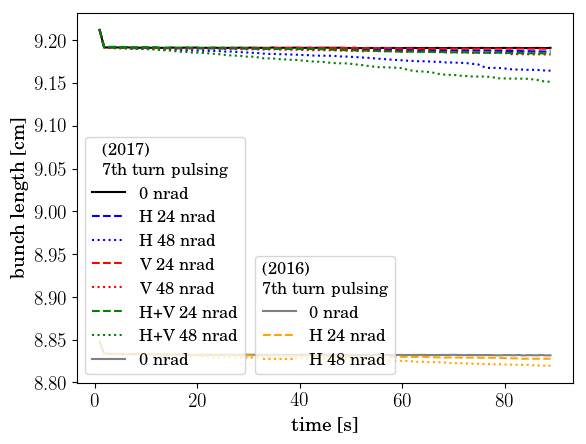 9.20
9.15
9.10
9.05
9.00
8.95
8.90
8.85
8.80
bunch length [cm]
(2017)
7th turn pulsing
0 nrad
H 24 nrad
H 48 nrad
V 24 nrad
V 48 nrad
H+V 24 nrad
H+V 48 nrad
0 nrad
(2016)
7th turn pulsing
0 nrad
H 24 nrad
H 48 nrad
0 20 40 60 80
time [s]